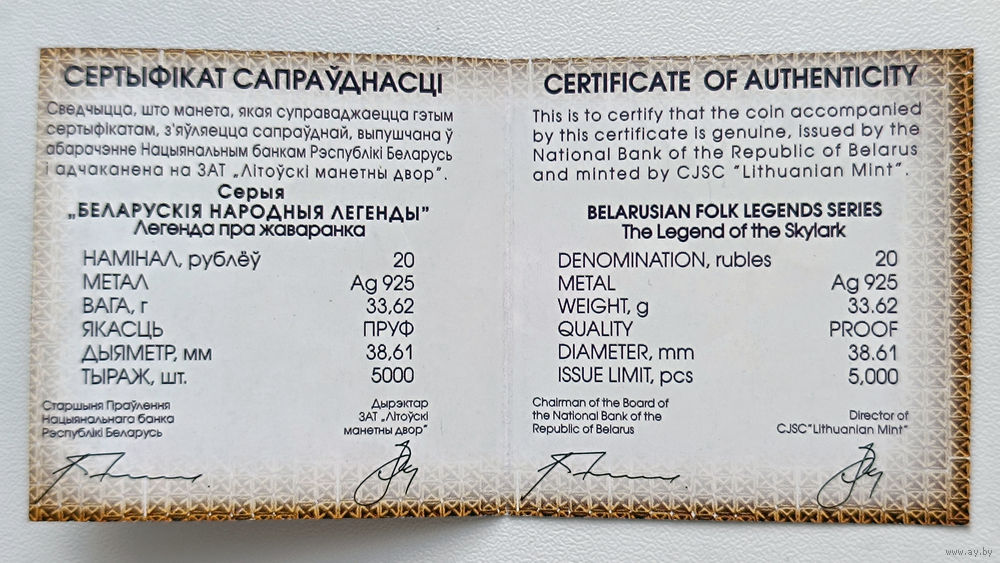 СЕРТЫФІКАТ САПРАЎДНАСЦІ
Сведчыцца, што манета, якая суправаджаецца гэтым
сертыфікатам, з'яўляецца сапраўднай, выпушчана ў
абарачэнне Нацыянальным банкам Рэспублікі Беларусь
і адчаканена на ЗАТ „Літоўскі манетны двор".
Серыя
„БЕЛАРУСКІЯ НАРОДНЫЯ ЛЕГЕНДЫ"
Легенда пра жаваранка
НАМІНАЛ, рублёў 20
МЕТАЛ Ag 925
ВАГА, г 33,62
ЯКАСЦЬ ПРУФ
ДЫЯМЕТР, мм 38,61
ТЫРАЖ, шт. 5000
Старшыня Праўлення
Нацыянальнага банка
Рэспублікі Беларусь
Дырэктар
ЗАТ „Літоўскі
манетны двор"
CERTIFICATE OF AUTHENTICITY
This is to certify that the coin accompanied
by this certificate is genuine, issued by the
National Bank of the Republic of Belarus
and minted by CJSC "Lithuanian Mint".
BELARUSIAN FOLK LEGENDS SERIES
The Legend of the Skylark
DENOMINATION, rubles 20
METAL Ag 925
WEIGHT, g 33.62
QUALITY PROOF
DIAMETER, mm 38.61
ISSUE LIMIT, pcs 5,000
Chairman of the Board of
the National Bank of the
Republic of Belarus
Director of
CJSC"Lithuanian Mint"
www.ay.by